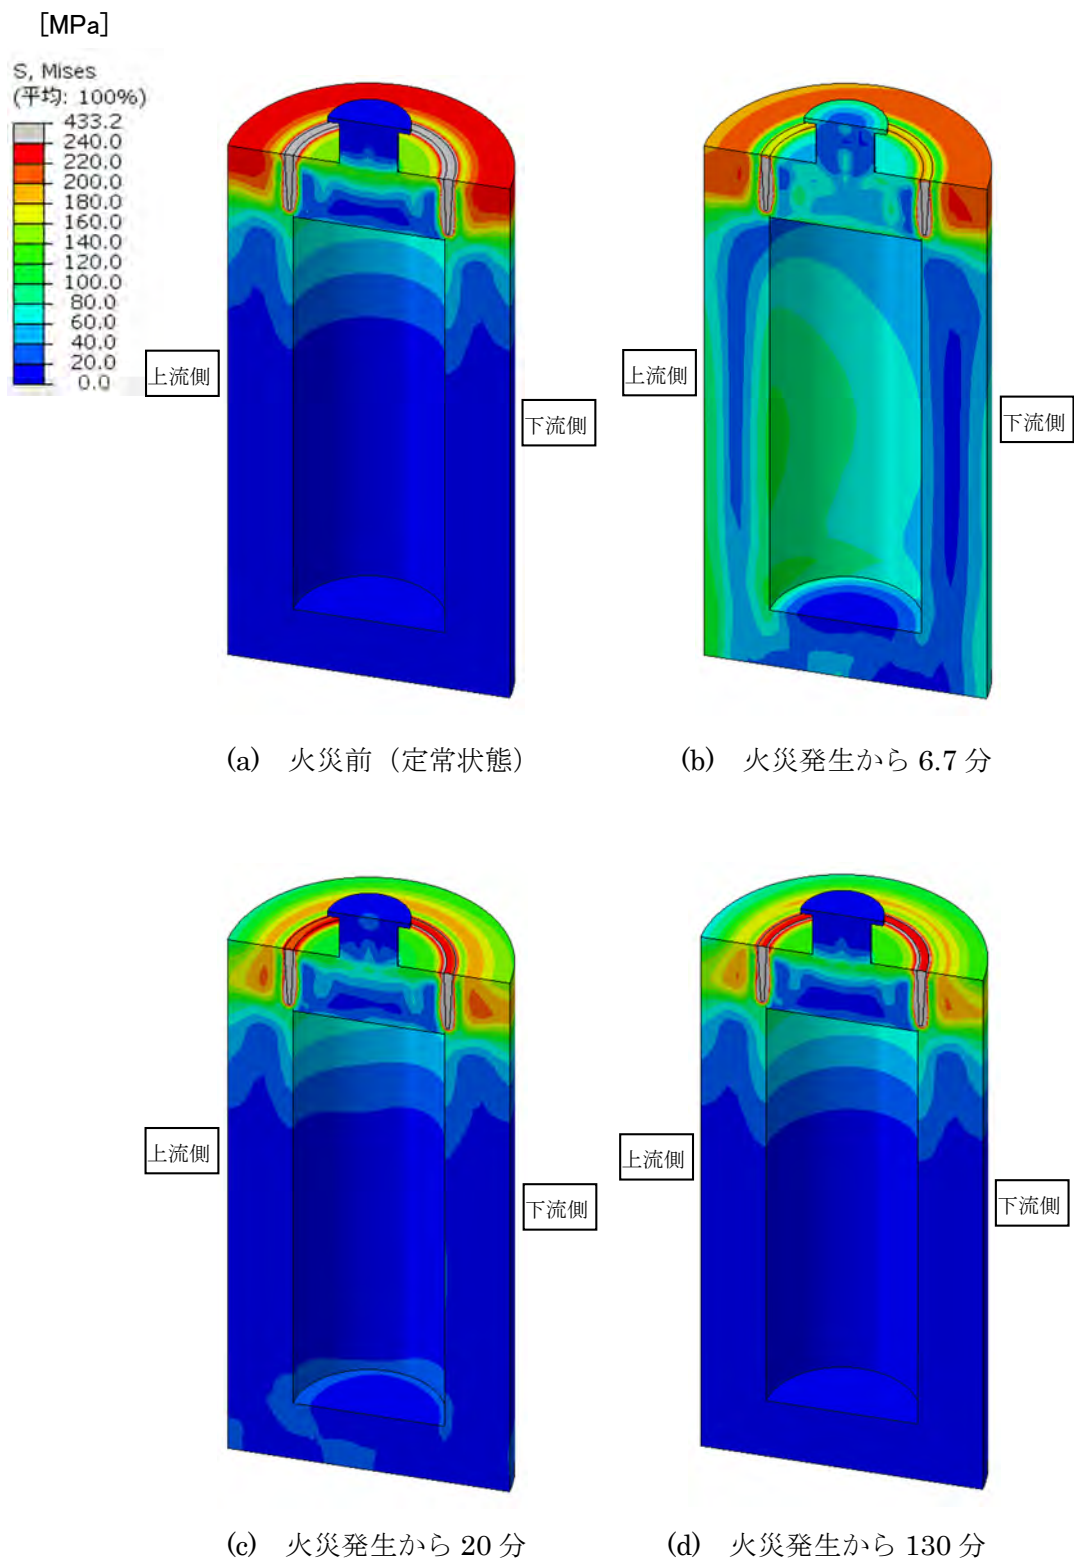 [MPa]
S, Mises
(平均: 100%)
433.2
240.0
220.0
200.0
180.0
160.0
140.0
120.0
100.0
80.0
60.0
40.0
20.0
0.0
上流側
下流側
上流側
下流側
(a) 火災前（定常状態）
(b) 火災発生から 6.7 分
上流側
下流側
上流側
下流側
(c) 火災発生から 20 分
(d) 火災発生から 130 分